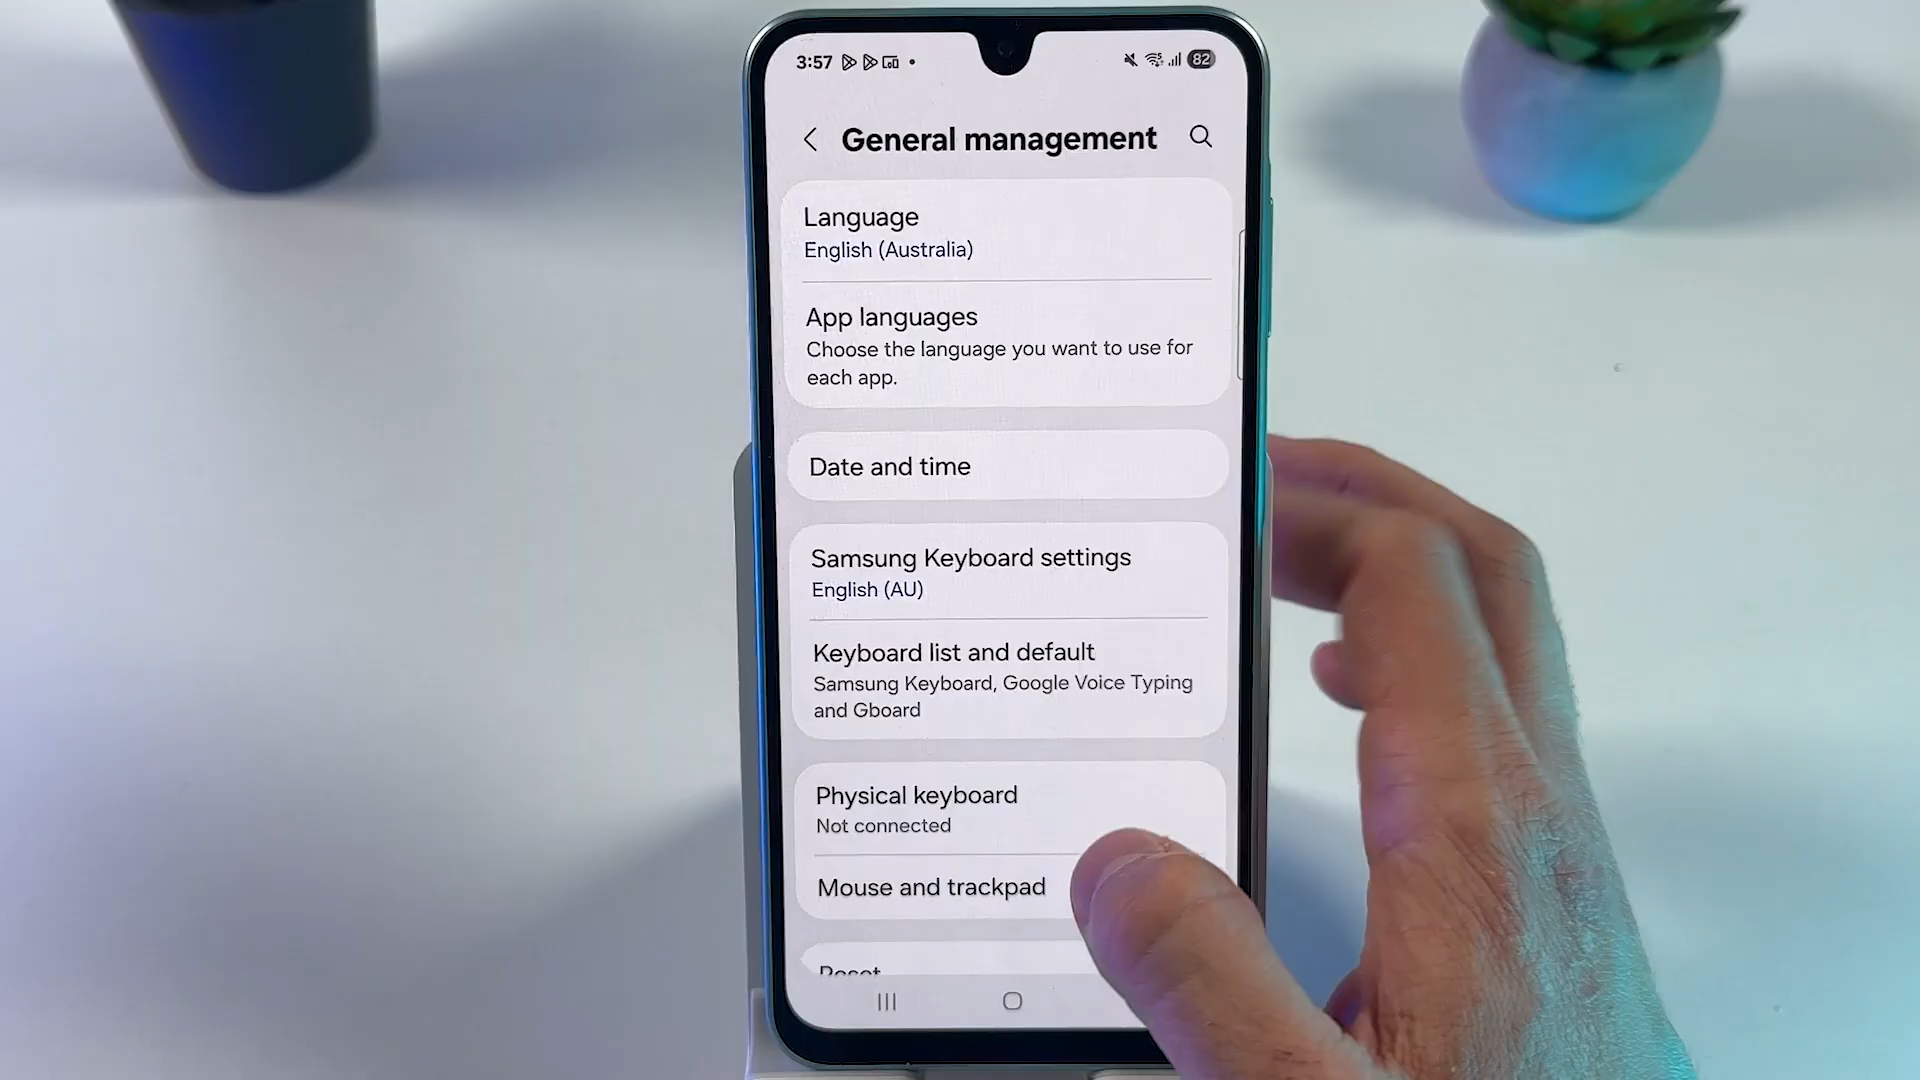 3:57
82
General management
Language
English (Australia)
App languages
Choose the language you want to use for
each app.
Date and time
Samsung Keyboard settings
English (AU)
Keyboard list and default
Samsung Keyboard, Google Voice Typing
and Gboard
Physical keyboard
Not connected
Mouse and trackpad
Reset